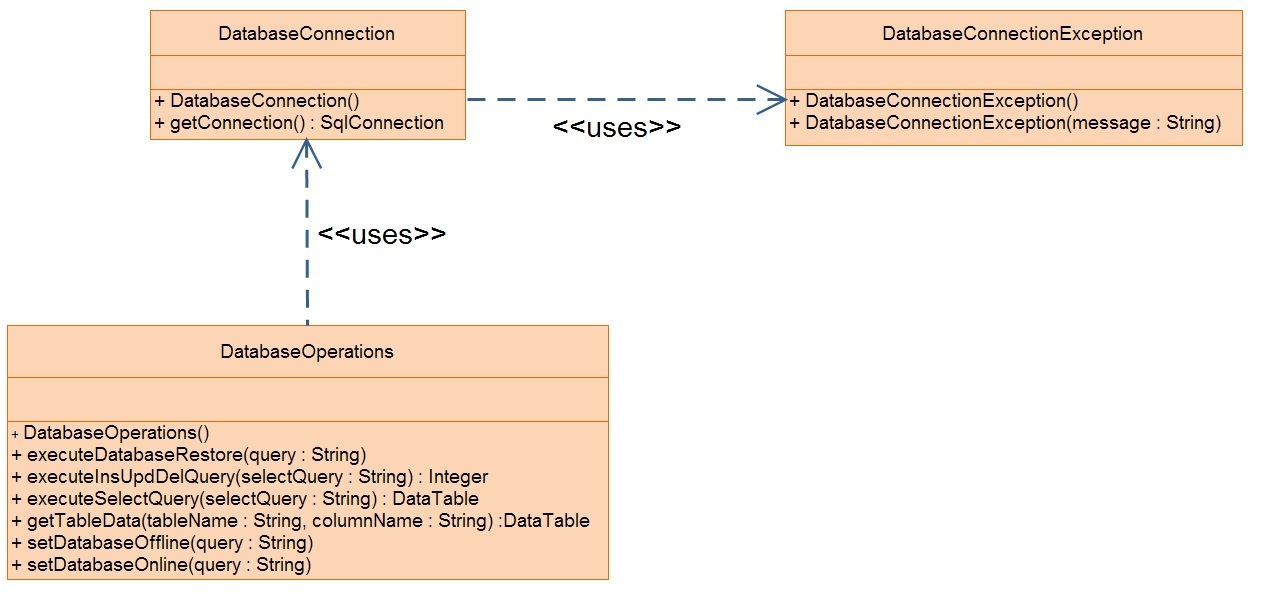 DatabaseConnection
+ DatabaseConnection()
+ getConnection() : SqlConnection
<<uses>>
DatabaseConnectionException
+ DatabaseConnectionException()
+ DatabaseConnectionException(message : String)
<<uses>>
DatabaseOperations
+ DatabaseOperations()
+ executeDatabaseRestore(query : String)
+ executeInsUpdDelQuery(selectQuery : String) : Integer
+ executeSelectQuery(selectQuery : String) : DataTable
+ getTableData(tableName : String, columnName : String) :DataTable
+ setDatabaseOffline(query : String)
+ setDatabaseOnline(query : String)